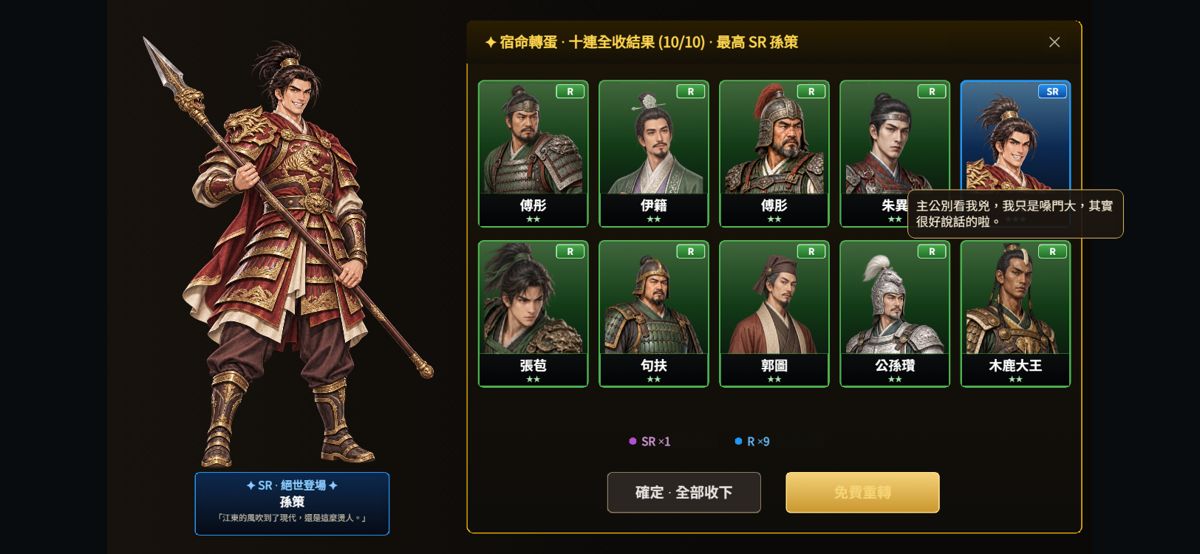 ✦ 宿命轉蛋 · 十連全收結果 (10/10) · 最高 SR 孫策
R
R
R
R
SR
傅彤
伊籍
傅彤
朱異
★★
★★
★★
★★
主公別看我兇，我只是嗓門大，其實
很好說話的啦。
R
R
R
R
R
張苞
句扶
郭圖
公孫瓚
木鹿大王
★★
★★
★★
★★
★★
SR ×1
R ×9
確定 · 全部收下
免費重轉
✦ SR · 絕世登場 ✦
孫策
「江東的風吹到了現代，還是這麼燙人。」